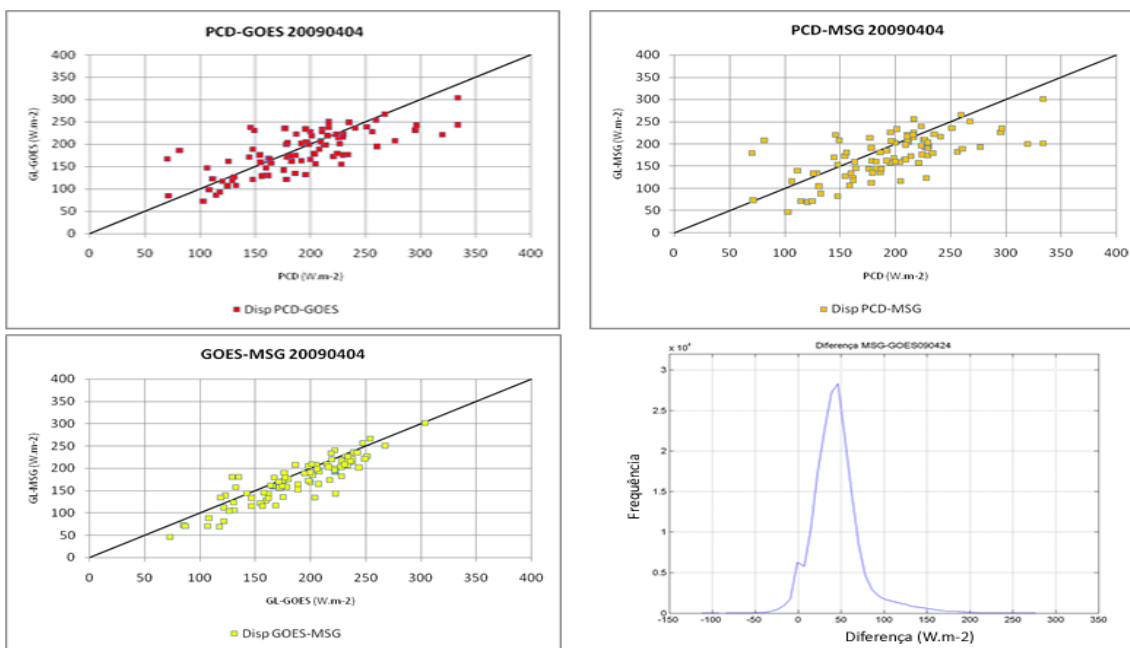 PCD-GOES 20090404
GL-GOES (W.m-2)
400
350
300
250
200
150
100
50
0
0 50 100 150 200 250 300 350 400
PCD (W.m-2)
Disp PCD-GOES
PCD-MSG 20090404
GL-MSG (W.m-2)
400
350
300
250
200
150
100
50
0
0 50 100 150 200 250 300 350 400
PCD (W.m-2)
Disp PCD-MSG
GOES-MSG 20090404
GL-MSG (W.m-2)
400
350
300
250
200
150
100
50
0
0 50 100 150 200 250 300 350 400
GL-GOES (W.m-2)
Disp GOES-MSG
Diferença MSG-GOES090424
x 10⁴
Frequência
3
2.5
2
1.5
1
0.5
0
-150 -100 -50 0 50 100 150 200 250 300 350
Diferença (W.m-2)